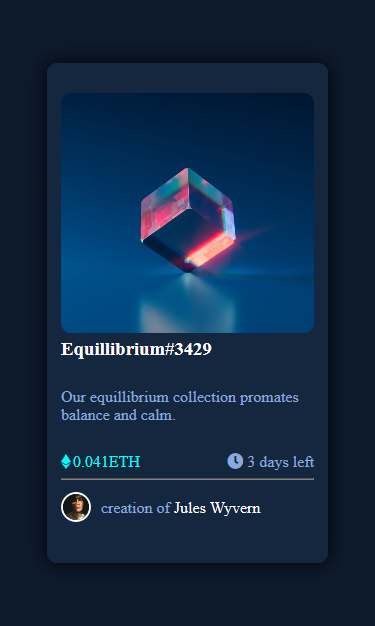 Equillibrium#3429
Our equillibrium collection promates
balance and calm.
0.041ETH 3 days left
creation of Jules Wyvern